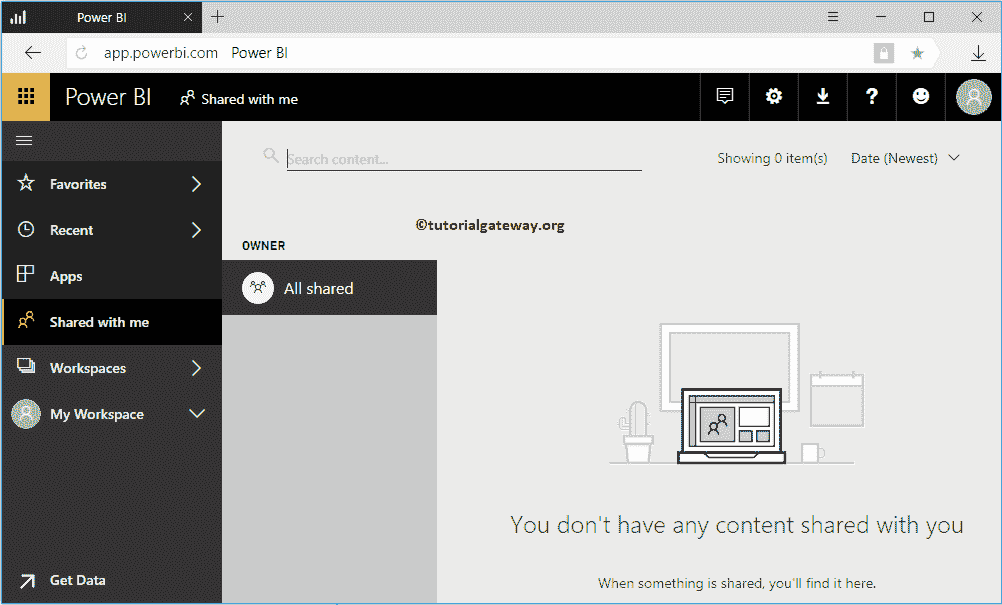 Power BI
app.powerbi.com Power BI
Power BI Shared with me
?
Favorites
Recent
Apps
Shared with me
Workspaces
My Workspace
Get Data
Search content...
Showing 0 item(s) Date (Newest)
©tutorialgateway.org
OWNER
All shared
You don't have any content shared with you
When something is shared, you'll find it here.